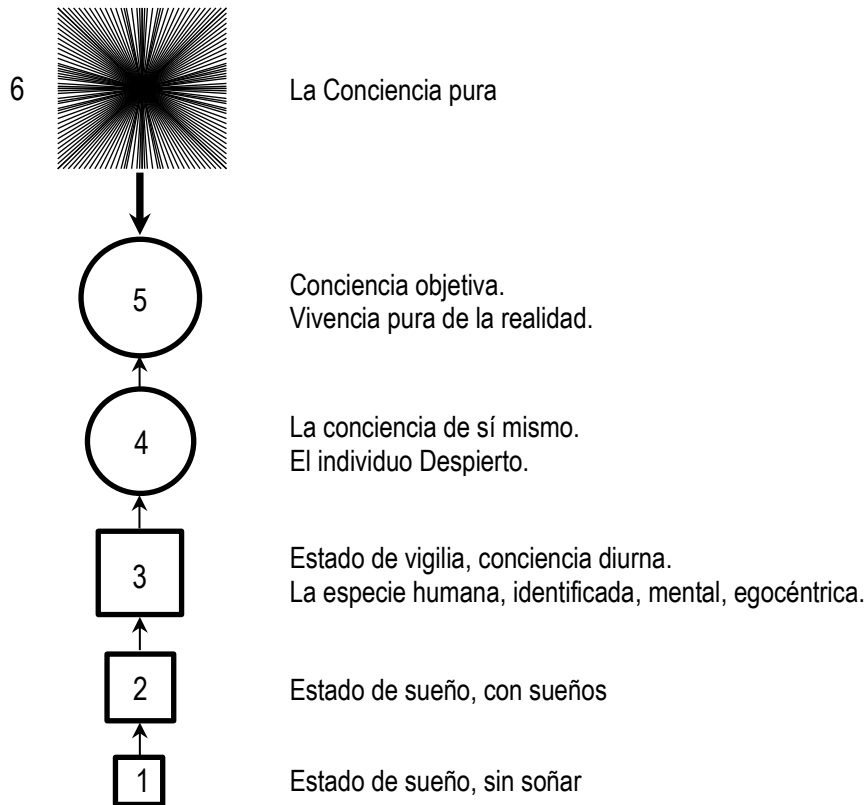 6 La Conciencia pura
5 Conciencia objetiva.
Vivencia pura de la realidad.
4 La conciencia de sí mismo.
El individuo Despierto.
3 Estado de vigilia, conciencia diurna.
La especie humana, identificada, mental, egocéntrica.
2 Estado de sueño, con sueños
1 Estado de sueño, sin soñar